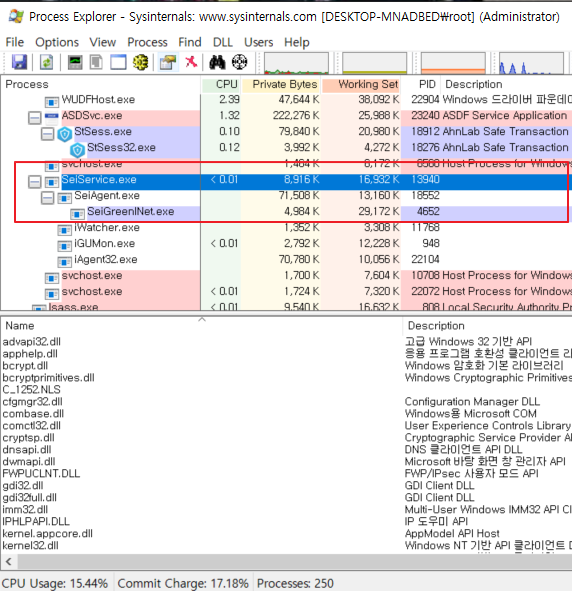 Process Explorer - Sysinternals: www.sysinternals.com [DESKTOP-MNADBED₩root] (Administrator)
File Options View Process Find DLL Users Help
Process CPU Private Bytes Working Set PID Description
WUDFHost.exe 2.39 47,644 K 38,092 K 22904 Windows 드라이버 파운데
ASDSvc.exe 1.32 222,276 K 25,988 K 23240 ASDF Service Application
StSess.exe 0.10 79,840 K 20,980 K 18912 AhnLab Safe Transaction
StSess32.exe 0.12 3,992 K 4,272 K 18276 AhnLab Safe Transaction
svchost.exe 1,484 K 6,172 K 6568 Host Process for Window
SeiService.exe < 0.01 8,916 K 16,932 K 13940
SeiAgent.exe 71,508 K 13,160 K 18552
SeiGreenlNet.exe 4,984 K 29,172 K 4652
iWatcher.exe 1,352 K 3,308 K 11768
iGUMon.exe < 0.01 2,792 K 12,228 K 948
iAgent32.exe 70,780 K 10,056 K 22104
svchost.exe 1,700 K 7,604 K 10708 Host Process for Windows
svchost.exe < 0.01 1,724 K 7,320 K 22072 Host Process for Windows
lsass.exe < 0.01 9,540 K 16,632 K 808 Local Security Authority Pr
Name Description
advapi32.dll 고급 Windows 32 기반 API
apphelp.dll 응용 프로그램 호환성 클라이언트 라
bcrypt.dll Windows 암호화 기본 라이브러리
bcryptprimitives.dll Windows Cryptographic Primitives
C_1252.NLS
cfgmgr32.dll Configuration Manager DLL
combase.dll Windows용 Microsoft COM
comctl32.dll User Experience Controls Library
cryptsp.dll Cryptographic Service Provider A
dnsapi.dll DNS 클라이언트 API DLL
dwmapi.dll Microsoft 바탕 화면 창 관리자 API
FWPUCLNT.DLL FWP/IPsec 사용자 모드 API
gdi32.dll GDI Client DLL
gdi32full.dll GDI Client DLL
imm32.dll Multi-User Windows IMM32 API Cl
IPHLPAPI.DLL IP 도우미 API
kernel.appcore.dll AppModel API Host
kernel32.dll Windows NT 기반 API 클라이언트 D
CPU Usage: 15.44% Commit Charge: 17.18% Processes: 250